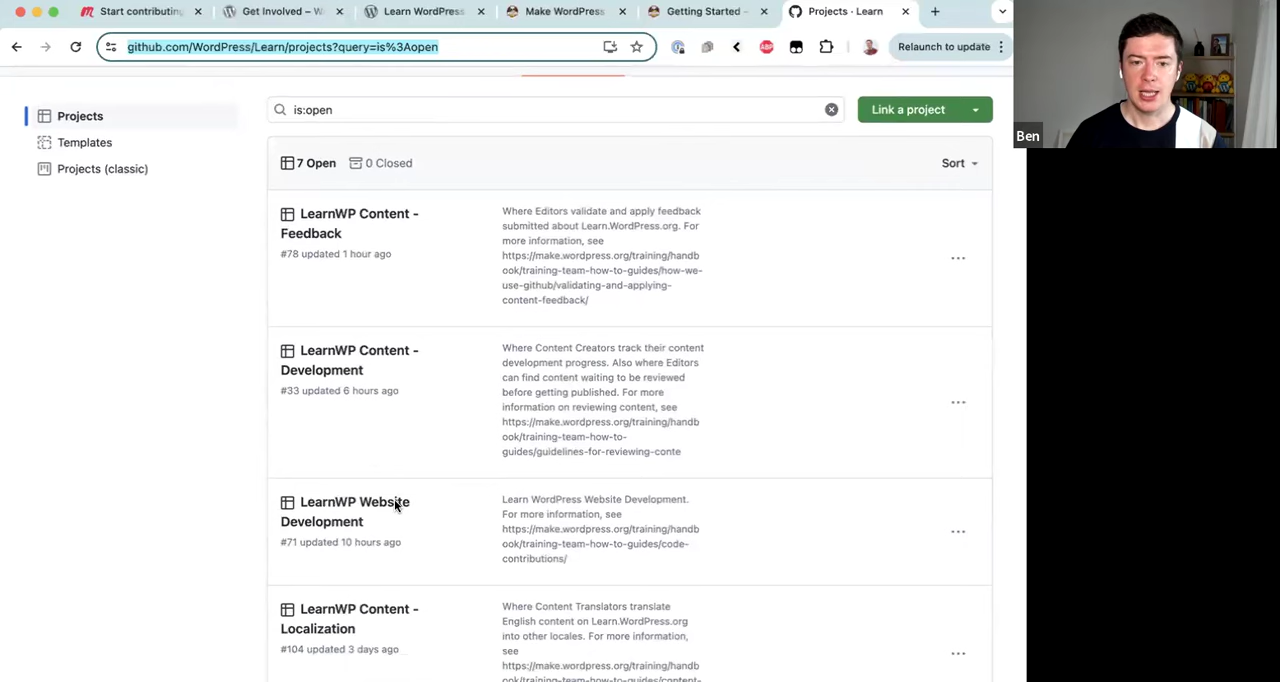 Start contributing
Get Involved – W
Learn WordPress
Make WordPress
Getting Started –
Projects · Learn
github.com/WordPress/Learn/projects?query=is%3Aopen
ABP
Relaunch to update
Projects
Templates
Projects (classic)
is:open
Link a project
7 Open
0 Closed
Sort
LearnWP Content -
Feedback
#78 updated 1 hour ago
Where Editors validate and apply feedback
submitted about Learn.WordPress.org. For
more information, see
https://make.wordpress.org/training/handb
ook/training-team-how-to-guides/how-we-
use-github/validating-and-applying-
content-feedback/
LearnWP Content -
Development
#33 updated 6 hours ago
Where Content Creators track their content
development progress. Also where Editors
can find content waiting to be reviewed
before getting published. For more
information on reviewing content, see
https://make.wordpress.org/training/handb
ook/training-team-how-to-
guides/guidelines-for-reviewing-conte
LearnWP Website
Development
#71 updated 10 hours ago
Learn WordPress Website Development.
For more information, see
https://make.wordpress.org/training/handb
ook/training-team-how-to-guides/code-
contributions/
LearnWP Content -
Localization
#104 updated 3 days ago
Where Content Translators translate
English content on Learn.WordPress.org
into other locales. For more information,
see
https://make.wordpress.org/training/handb
ook/training-team-how-to-guides/content-
Ben